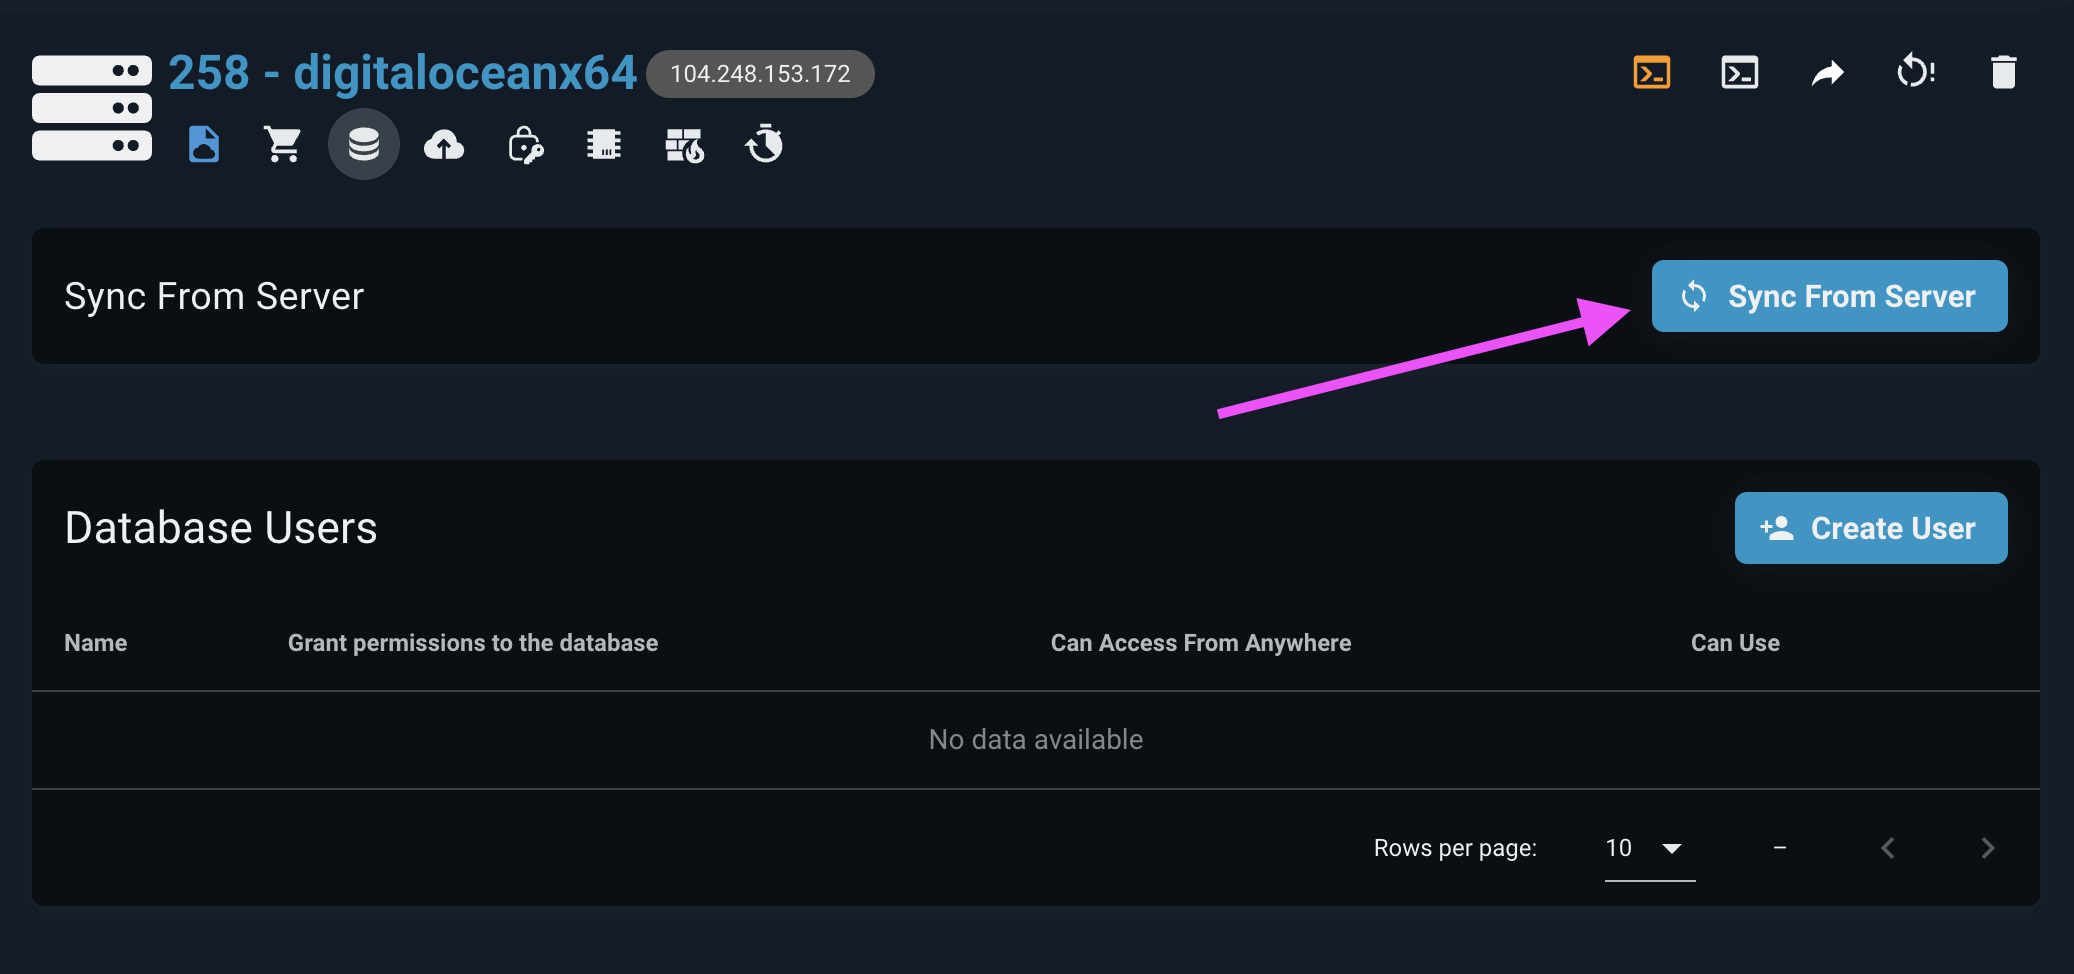 258 - digitaloceanx64 104.248.153.172
Sync From Server
Sync From Server
Database Users
Create User
Name Grant permissions to the database Can Access From Anywhere Can Use
No data available
Rows per page: 10 –